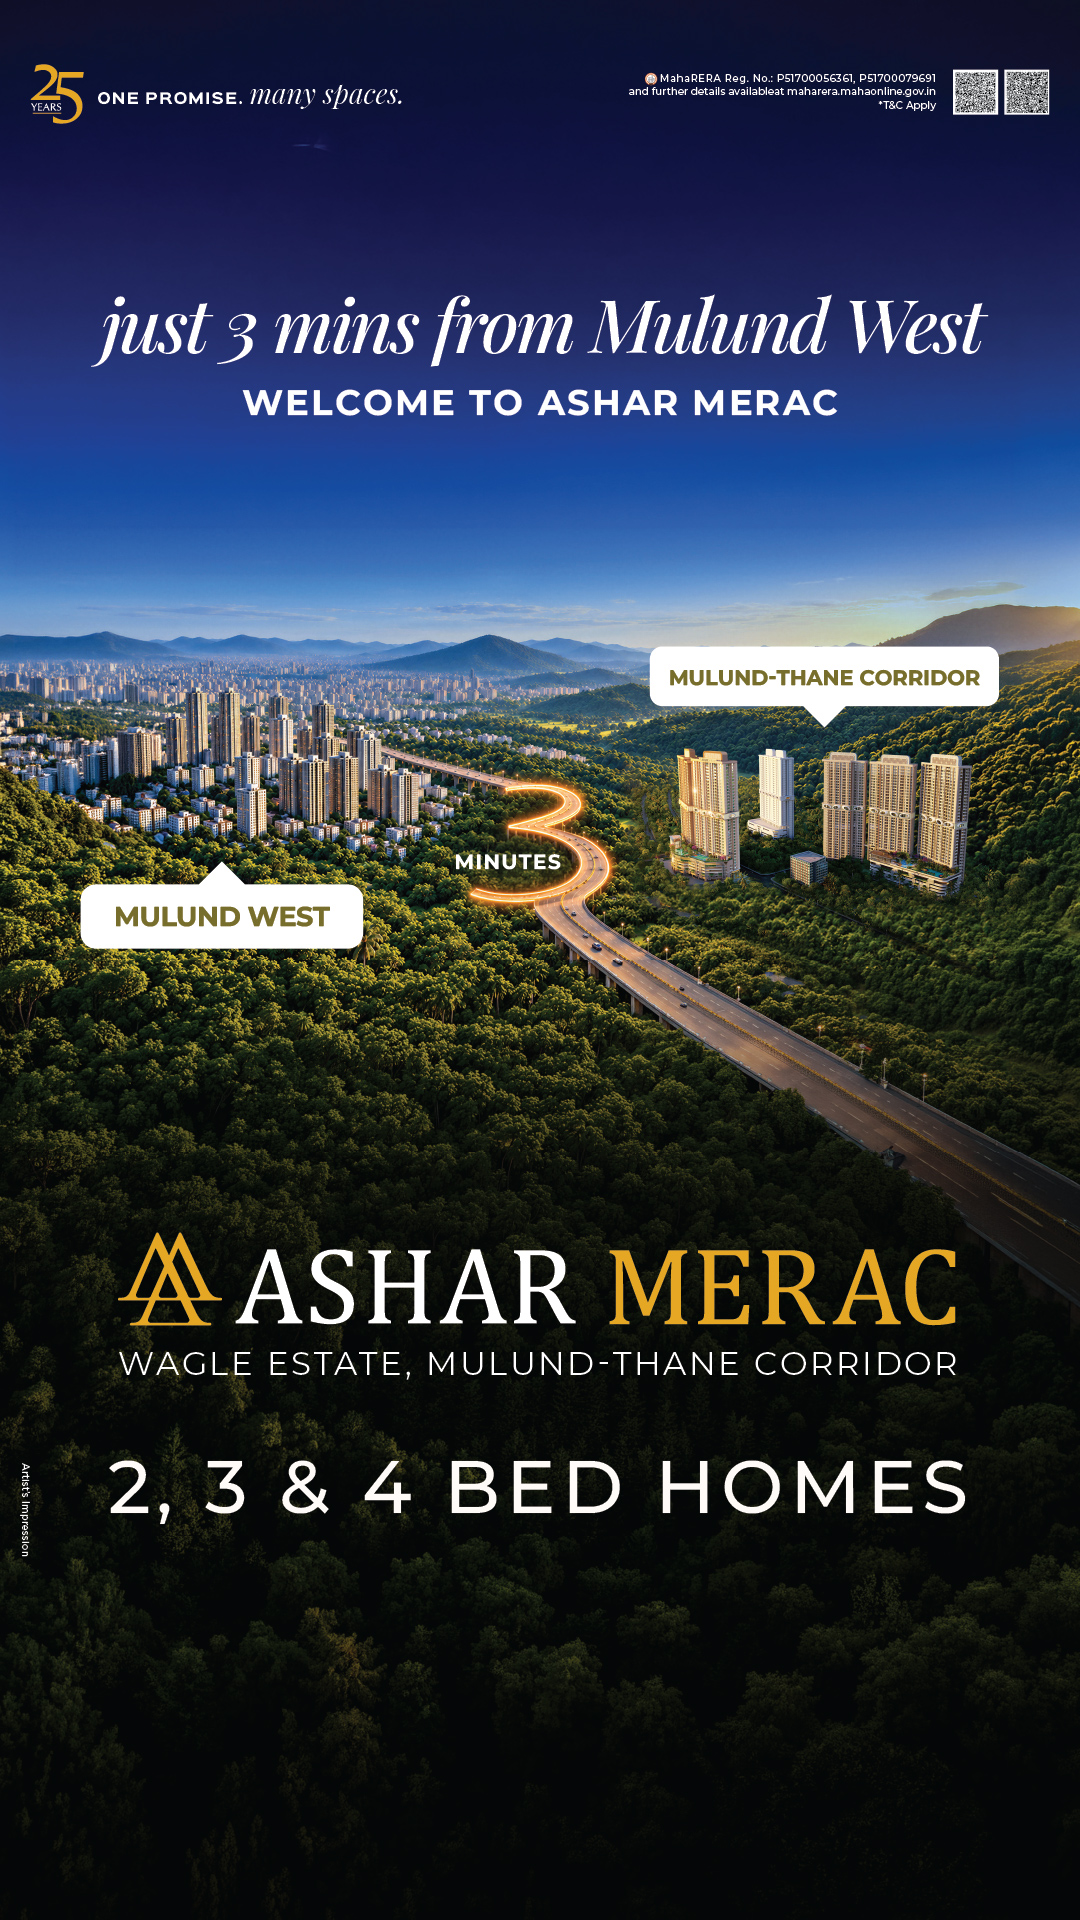 25
YEARS
ONE PROMISE. many spaces.
MahaRERA Reg. No.: P51700056361, P51700079691
and further details availableat maharera.mahaonline.gov.in
*T&C Apply
just 3 mins from Mulund West
WELCOME TO ASHAR MERAC
MULUND-THANE CORRIDOR
3
MINUTES
MULUND WEST
ASHAR MERAC
WAGLE ESTATE, MULUND-THANE CORRIDOR
2, 3 & 4 BED HOMES
Artist's Impression